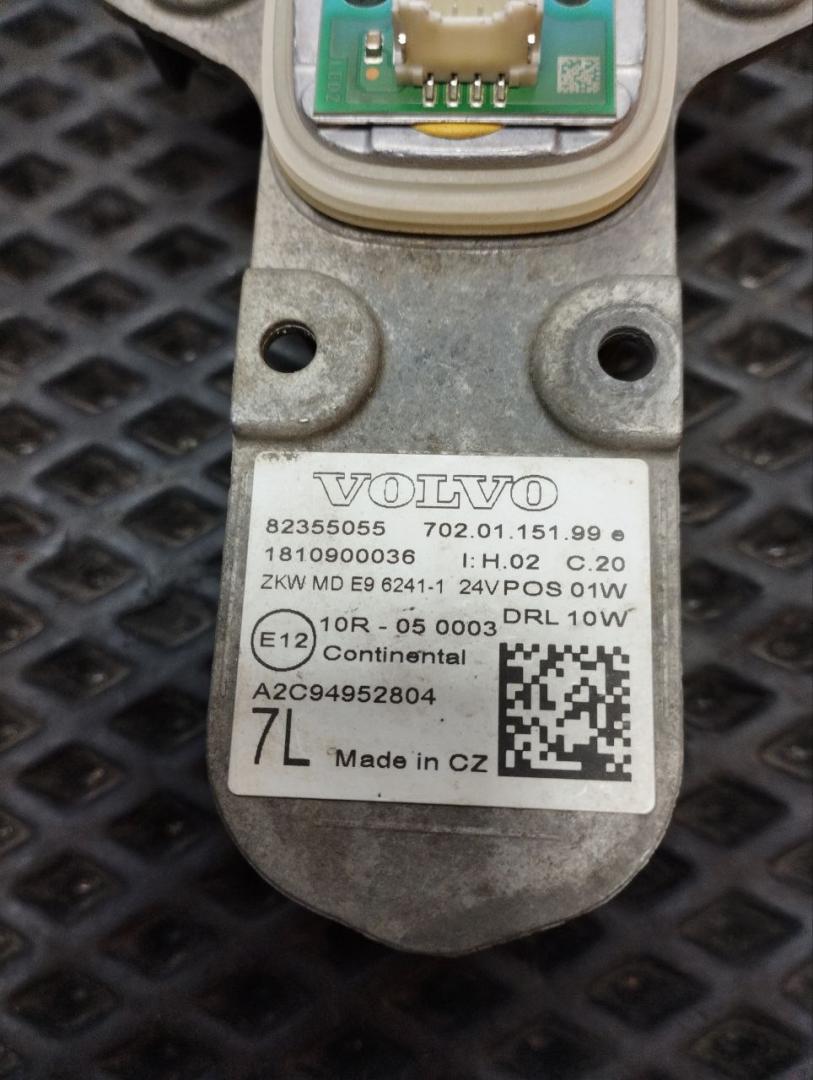 LED2
VOLVO
82355055 702.01.151.99 e
1810900036 I: H.02 C.20
ZKW MD E9 6241-1 24V POS 01W
DRL 10W
E12 10R - 05 0003
Continental
A2C94952804
7L Made in CZ